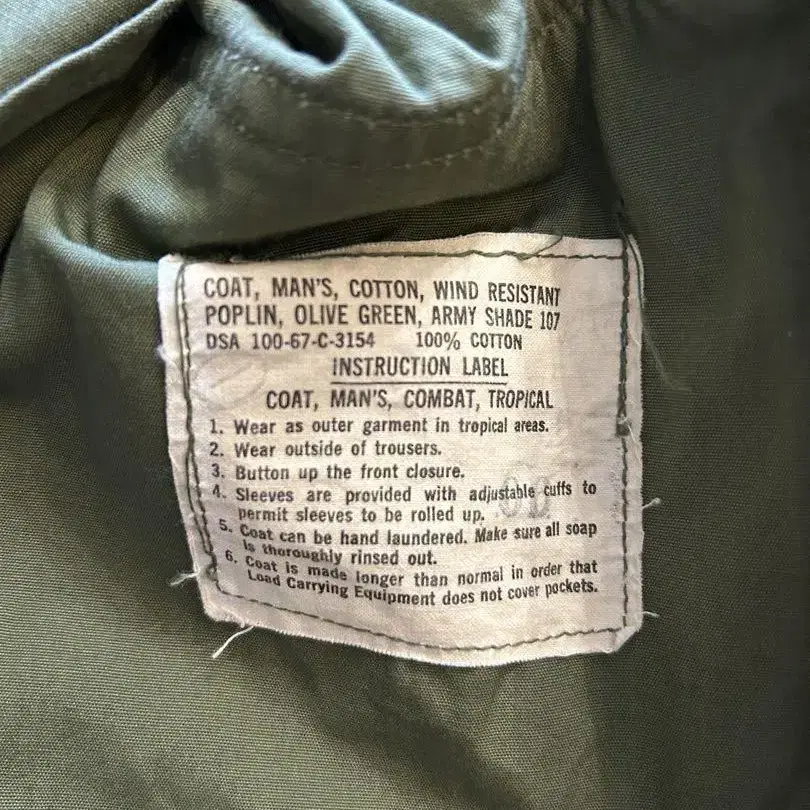 COAT, MAN'S, COTTON, WIND RESISTANT
POPLIN, OLIVE GREEN, ARMY SHADE 107
DSA 100-67-C-3154 100% COTTON
INSTRUCTION LABEL
COAT, MAN'S, COMBAT, TROPICAL
1. Wear as outer garment in tropical areas.
2. Wear outside of trousers.
3. Button up the front closure.
4. Sleeves are provided with adjustable cuffs to
permit sleeves to be rolled up.
5. Coat can be hand laundered. Make sure all soap
is thoroughly rinsed out.
6. Coat is made longer than normal in order that
Load Carrying Equipment does not cover pockets.